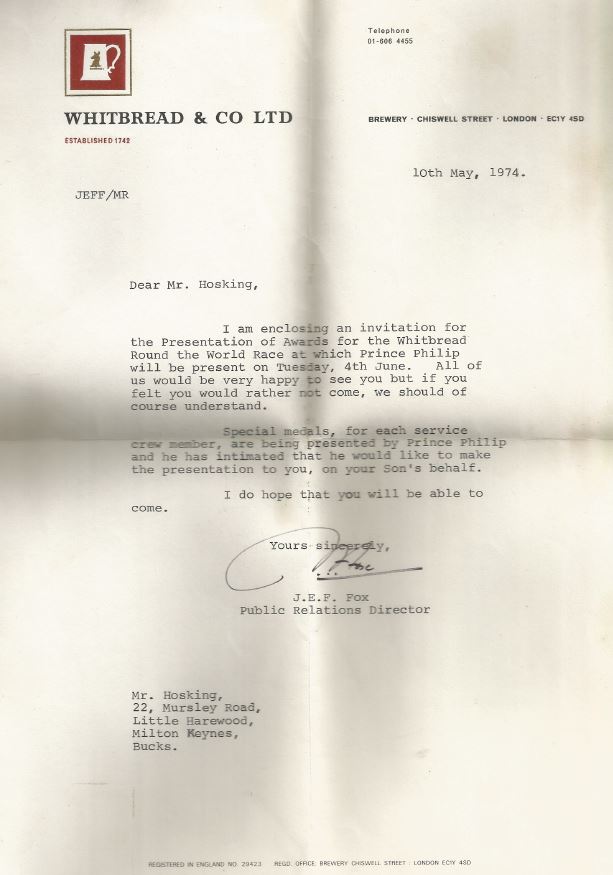 Telephone
01-606 4455
WHITBREAD & CO LTD
BREWERY · CHISWELL STREET · LONDON · EC1Y 4SD
ESTABLISHED 1742
10th May, 1974.
JEFF/MR
Dear Mr. Hosking,
I am enclosing an invitation for
the Presentation of Awards for the Whitbread
Round the World Race at which Prince Philip
will be present on Tuesday, 4th June. All of
us would be very happy to see you but if you
felt you would rather not come, we should of
course understand.
Special medals, for each service
crew member, are being presented by Prince Philip
and he has intimated that he would like to make
the presentation to you, on your Son's behalf.
I do hope that you will be able to
come.
Yours sincerely,
J.E.F. Fox
Public Relations Director
Mr. Hosking,
22, Mursley Road,
Little Harewood,
Milton Keynes,
Bucks.
REGISTERED IN ENGLAND NO. 29423 REGD. OFFICE: BREWERY CHISWELL STREET · LONDON EC1Y 4SD